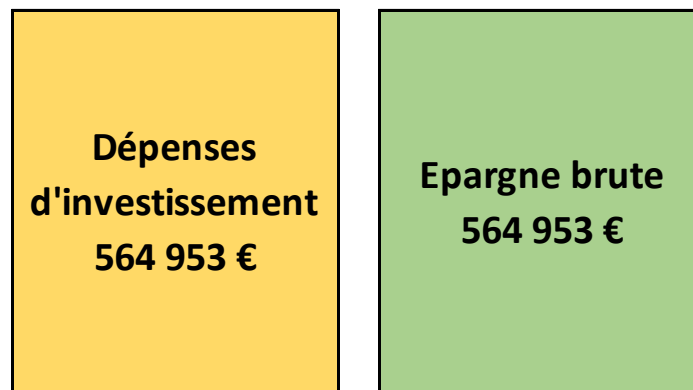 Dépenses
d'investissement
564 953 €
Epargne brute
564 953 €